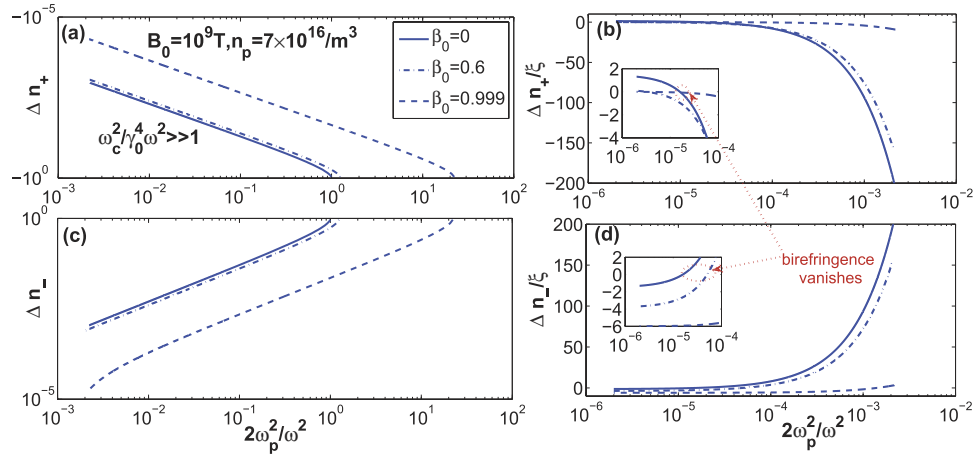 (a)
B₀=10⁹T,nₚ=7×10¹⁶/m³
β₀=0
β₀=0.6
β₀=0.999
ω_c²/γ₀⁴ω²>>1
Δ n₊
−10⁻⁵
−10⁰
10⁻³ 10⁻² 10⁻¹ 10⁰ 10¹ 10²
(b)
Δ n₊/ξ
0
−50
−100
−150
−200
2
0
−2
−4
10⁻⁶ 10⁻⁵ 10⁻⁴
10⁻⁶ 10⁻⁵ 10⁻⁴ 10⁻³ 10⁻²
(c)
Δ n₋
10⁰
10⁻⁵
10⁻³ 10⁻² 10⁻¹ 10⁰ 10¹ 10²
2ωₚ²/ω²
(d)
Δ n₋/ξ
200
150
100
50
0
2
0
−2
−4
−6
10⁻⁶ 10⁻⁵ 10⁻⁴
birefringence
vanishes
10⁻⁶ 10⁻⁵ 10⁻⁴ 10⁻³ 10⁻²
2ωₚ²/ω²